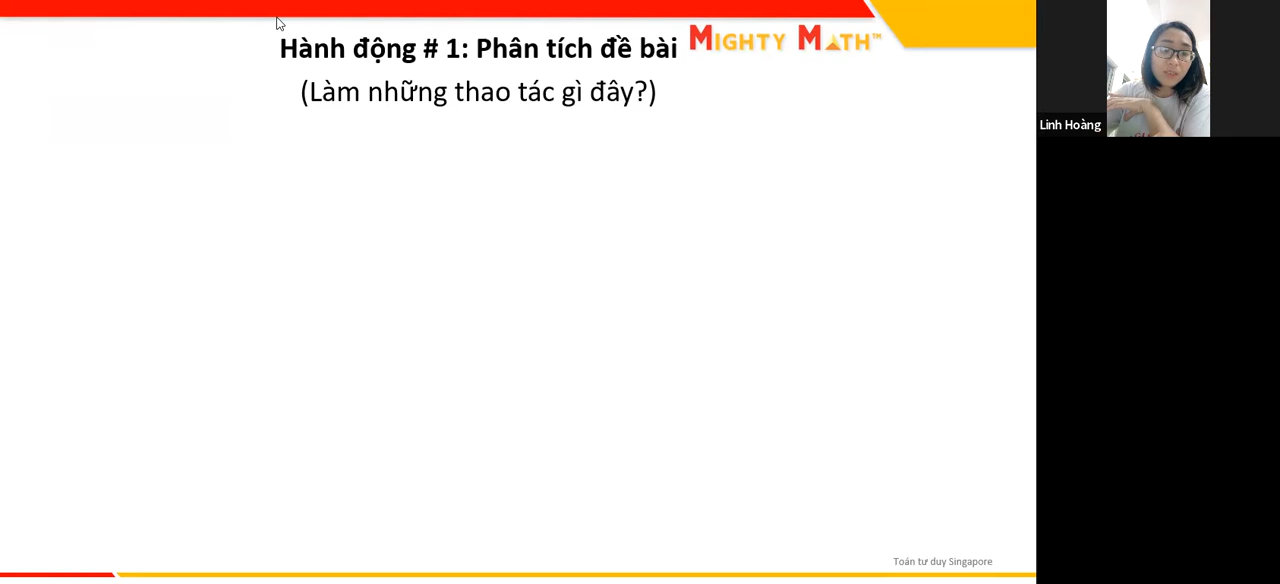 Hành động # 1: Phân tích đề bài
MIGHTY MATH™
(Làm những thao tác gì đây?)
Linh Hoàng
Toán tư duy Singapore